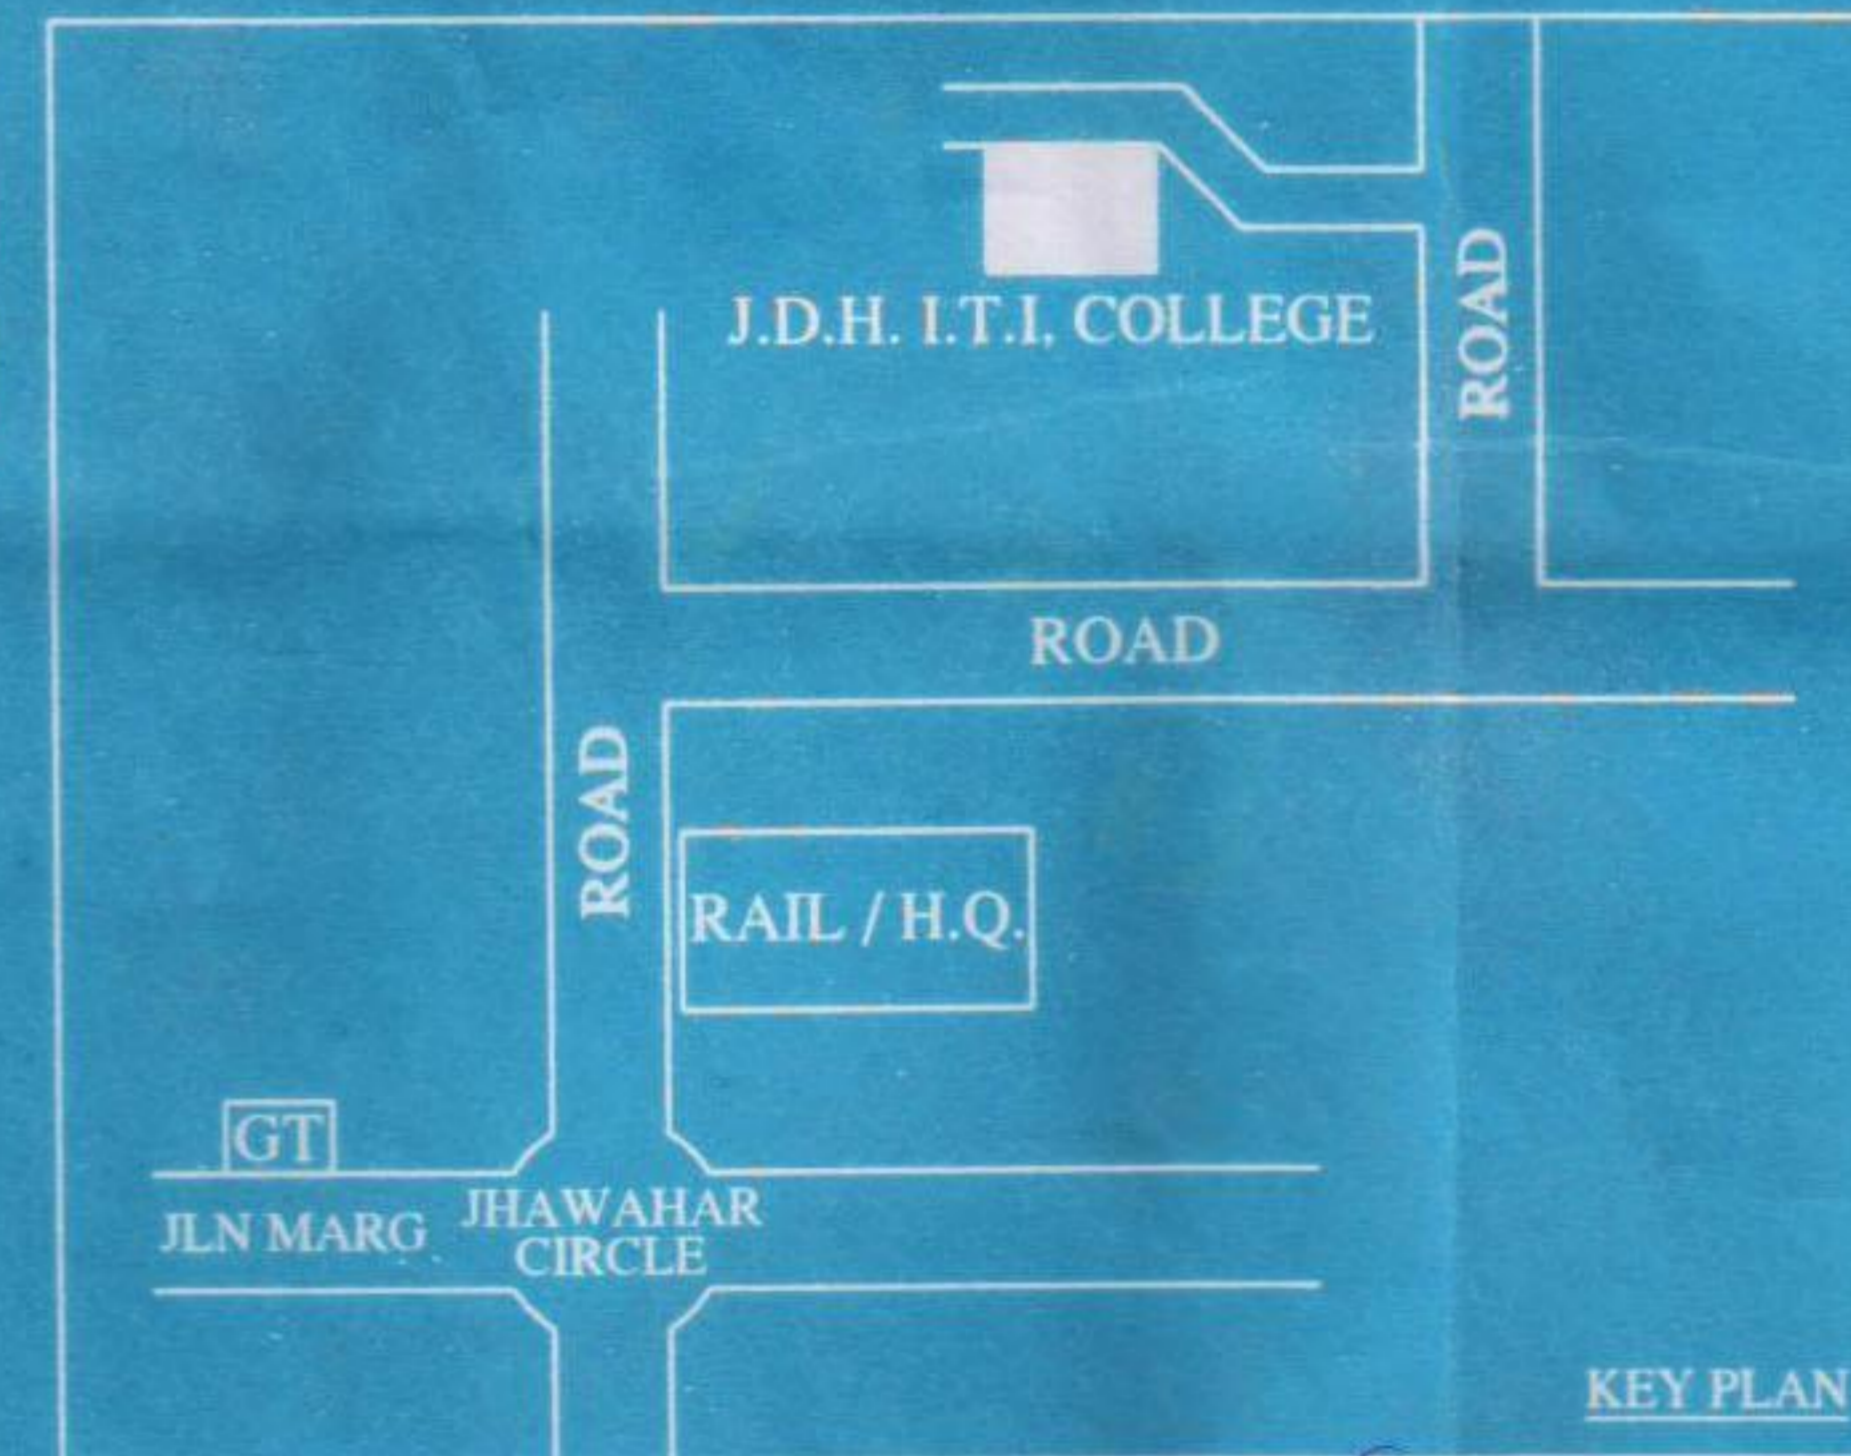 J.D.H. I.T.I, COLLEGE
ROAD
ROAD
ROAD
RAIL / H.Q.
GT
JLN MARG
JHAWAHAR
CIRCLE
KEY PLAN